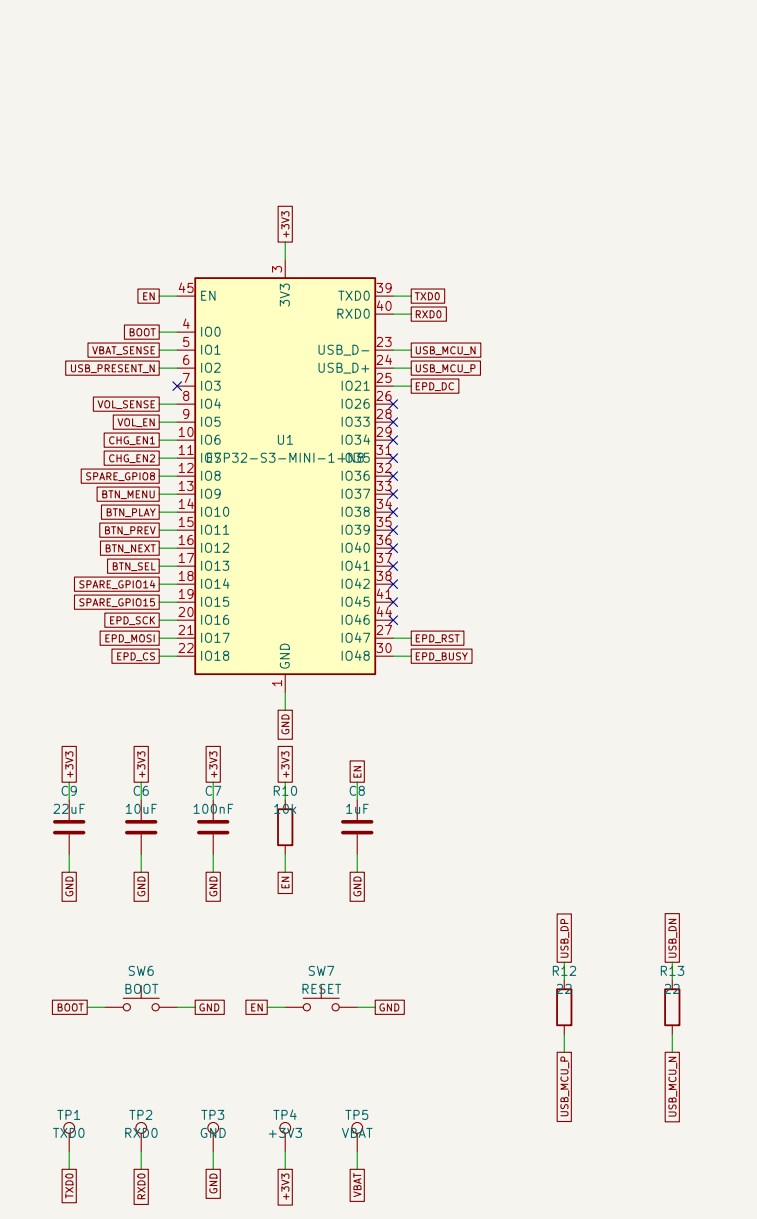 +3V3
3
45 EN 3V3 TXD0 39 TXD0
EN
RXD0 40 RXD0
BOOT 4 IO0
VBAT_SENSE 5 IO1 USB_D- 23 USB_MCU_N
USB_PRESENT_N 6 IO2 USB_D+ 24 USB_MCU_P
7 IO3 IO21 25 EPD_DC
VOL_SENSE 8 IO4 IO26 26
VOL_EN 9 IO5 IO33 28
CHG_EN1 10 IO6 U1 IO34 29
CHG_EN2 11 IO7 ESP32-S3-MINI-1-N8 IO35 31
SPARE_GPIO8 12 IO8 IO36 32
BTN_MENU 13 IO9 IO37 33
BTN_PLAY 14 IO10 IO38 34
BTN_PREV 15 IO11 IO39 35
BTN_NEXT 16 IO12 IO40 36
BTN_SEL 17 IO13 IO41 37
SPARE_GPIO14 18 IO14 IO42 38
SPARE_GPIO15 19 IO15 IO45 41
EPD_SCK 20 IO16 IO46 44
EPD_MOSI 21 IO17 IO47 27 EPD_RST
EPD_CS 22 IO18 GND IO48 30 EPD_BUSY
1
GND
+3V3 +3V3 +3V3 +3V3 EN
C9 C6 C7 R10 C8
22uF 10uF 100nF 10k 1uF
GND GND GND EN GND
USB_DP USB_DN
SW6 SW7 R12 R13
BOOT RESET 22 22
BOOT GND EN GND
USB_MCU_P USB_MCU_N
TP1 TP2 TP3 TP4 TP5
TXD0 RXD0 GND +3V3 VBAT
TXD0 RXD0 GND +3V3 VBAT